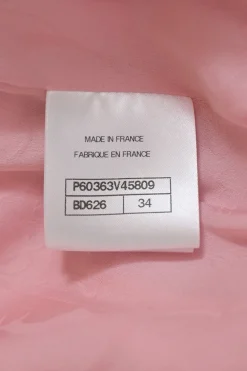 MADE IN FRANCE
FABRIQUE EN FRANCE
P60363V45809
BD626 34